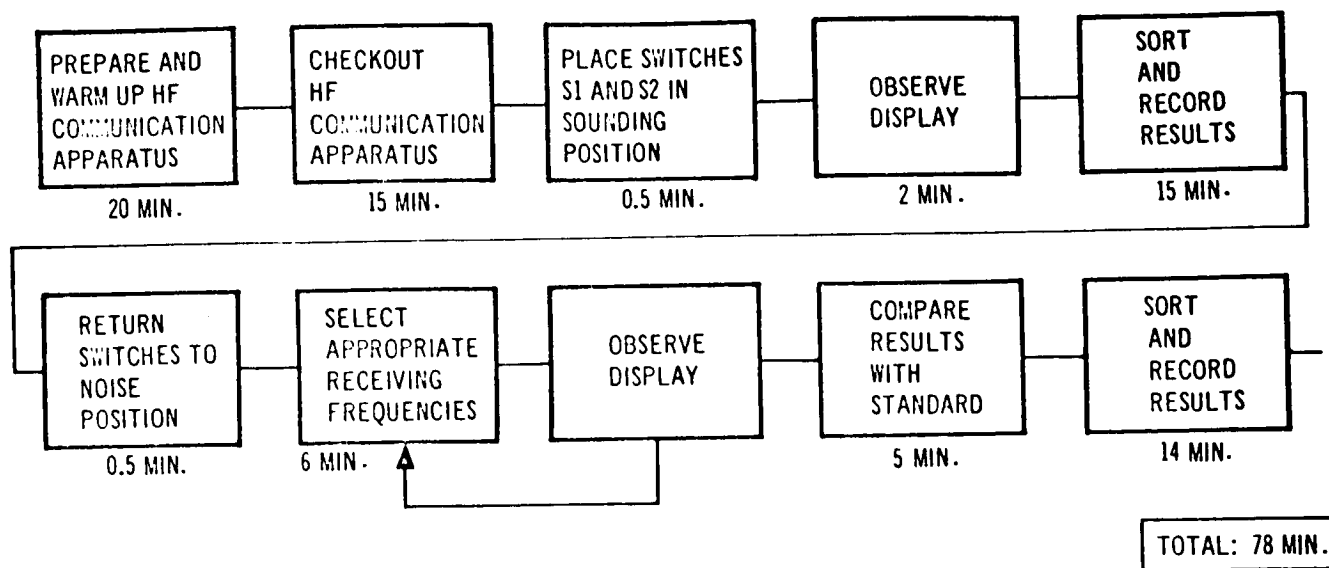 PREPARE AND
WARM UP HF
COMMUNICATION
APPARATUS
20 MIN.
CHECKOUT
HF
COMMUNICATION
APPARATUS
15 MIN.
PLACE SWITCHES
S1 AND S2 IN
SOUNDING
POSITION
0.5 MIN.
OBSERVE
DISPLAY
2 MIN.
SORT
AND
RECORD
RESULTS
15 MIN.
RETURN
SWITCHES TO
NOISE
POSITION
0.5 MIN.
SELECT
APPROPRIATE
RECEIVING
FREQUENCIES
6 MIN.
OBSERVE
DISPLAY
COMPARE
RESULTS
WITH
STANDARD
5 MIN.
SORT
AND
RECORD
RESULTS
14 MIN.
TOTAL: 78 MIN.